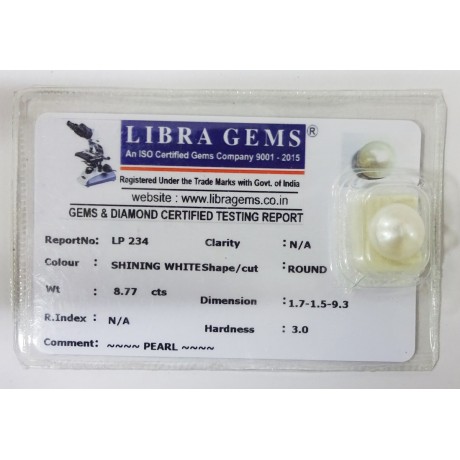 LIBRA GEMS®
An ISO Certified Gems Company 9001 - 2015
Registered Under the Trade Marks with Govt. of India
website : www.libragems.co.in
GEMS & DIAMOND CERTIFIED TESTING REPORT
ReportNo: LP 234 Clarity : N/A
Colour : SHINING WHITE Shape/cut : ROUND
Wt : 8.77 cts Dimension : 1.7-1.5-9.3
R.Index : N/A Hardness : 3.0
Comment: ~~~~ PEARL ~~~~